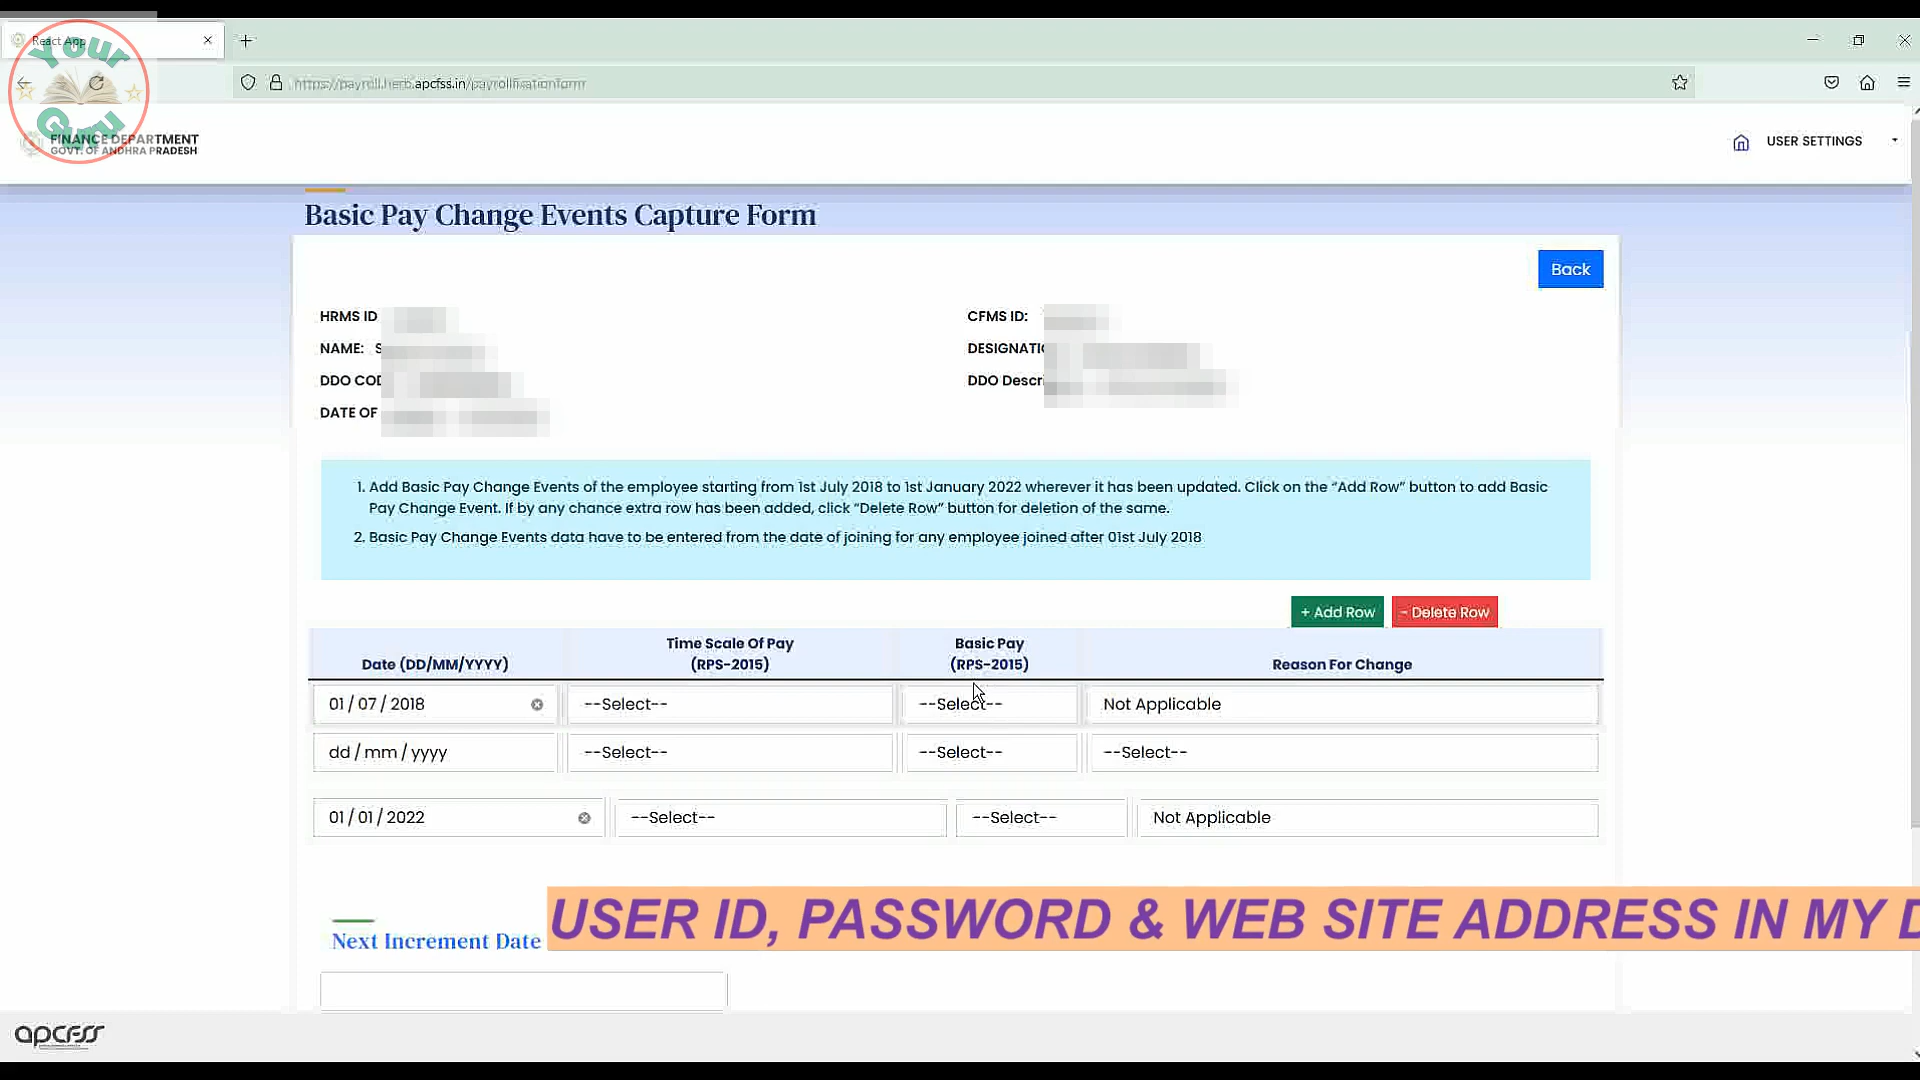 React App
Your
Guru
https://payroll.herb.apcfss.in/payrollfixationform
FINANCE DEPARTMENT
GOVT. OF ANDHRA PRADESH
USER SETTINGS
Basic Pay Change Events Capture Form
Back
HRMS ID
CFMS ID:
NAME: S
DESIGNATI
DDO COD
DDO Descri
DATE OF
1. Add Basic Pay Change Events of the employee starting from 1st July 2018 to 1st January 2022 wherever it has been updated. Click on the “Add Row” button to add Basic
Pay Change Event. If by any chance extra row has been added, click “Delete Row” button for deletion of the same.
2. Basic Pay Change Events data have to be entered from the date of joining for any employee joined after 01st July 2018
+ Add Row - Delete Row
Date (DD/MM/YYYY) Time Scale Of Pay (RPS-2015) Basic Pay (RPS-2015) Reason For Change
01 / 07 / 2018 --Select-- --Select-- Not Applicable
dd / mm / yyyy --Select-- --Select-- --Select--
01 / 01 / 2022 --Select-- --Select-- Not Applicable
USER ID, PASSWORD & WEB SITE ADDRESS IN MY D
Next Increment Date
apcfss